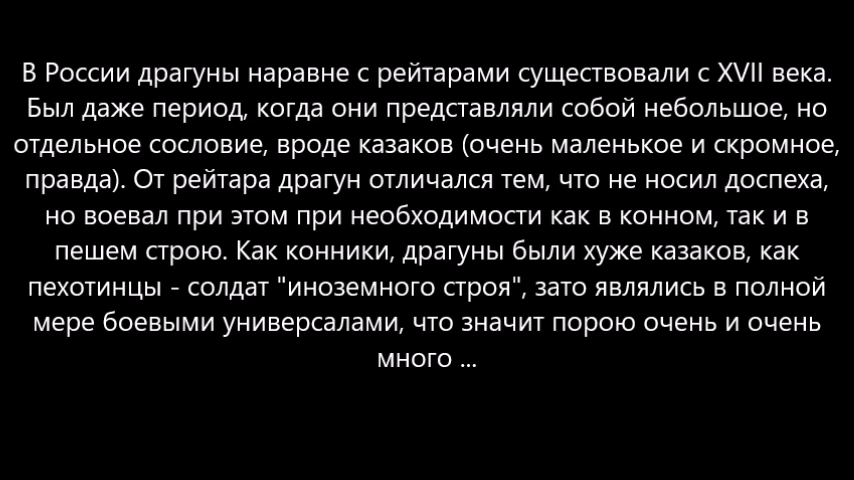 В России драгуны наравне с рейтарами существовали с XVII века.
Был даже период, когда они представляли собой небольшое, но
отдельное сословие, вроде казаков (очень маленькое и скромное,
правда). От рейтара драгун отличался тем, что не носил доспеха,
но воевал при этом при необходимости как в конном, так и в
пешем строю. Как конники, драгуны были хуже казаков, как
пехотинцы - солдат "иноземного строя", зато являлись в полной
мере боевыми универсалами, что значит порою очень и очень
много ...